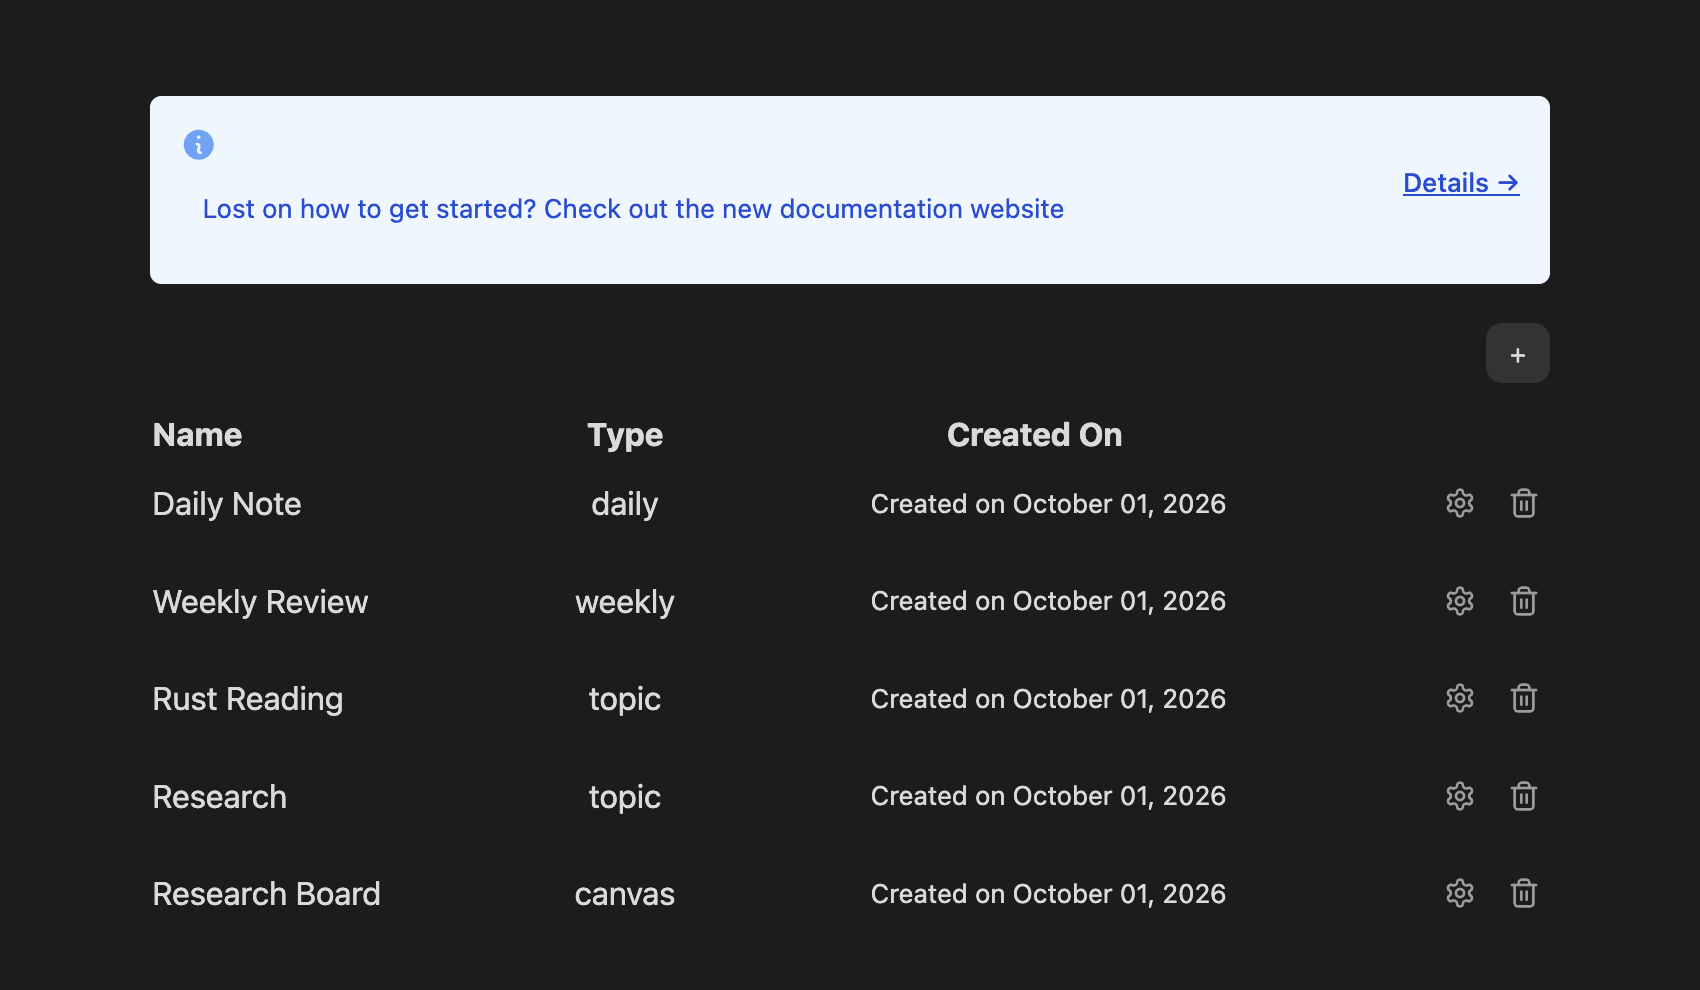 Lost on how to get started? Check out the new documentation website
Details →
+
Name Type Created On
Daily Note daily Created on October 01, 2026
Weekly Review weekly Created on October 01, 2026
Rust Reading topic Created on October 01, 2026
Research topic Created on October 01, 2026
Research Board canvas Created on October 01, 2026